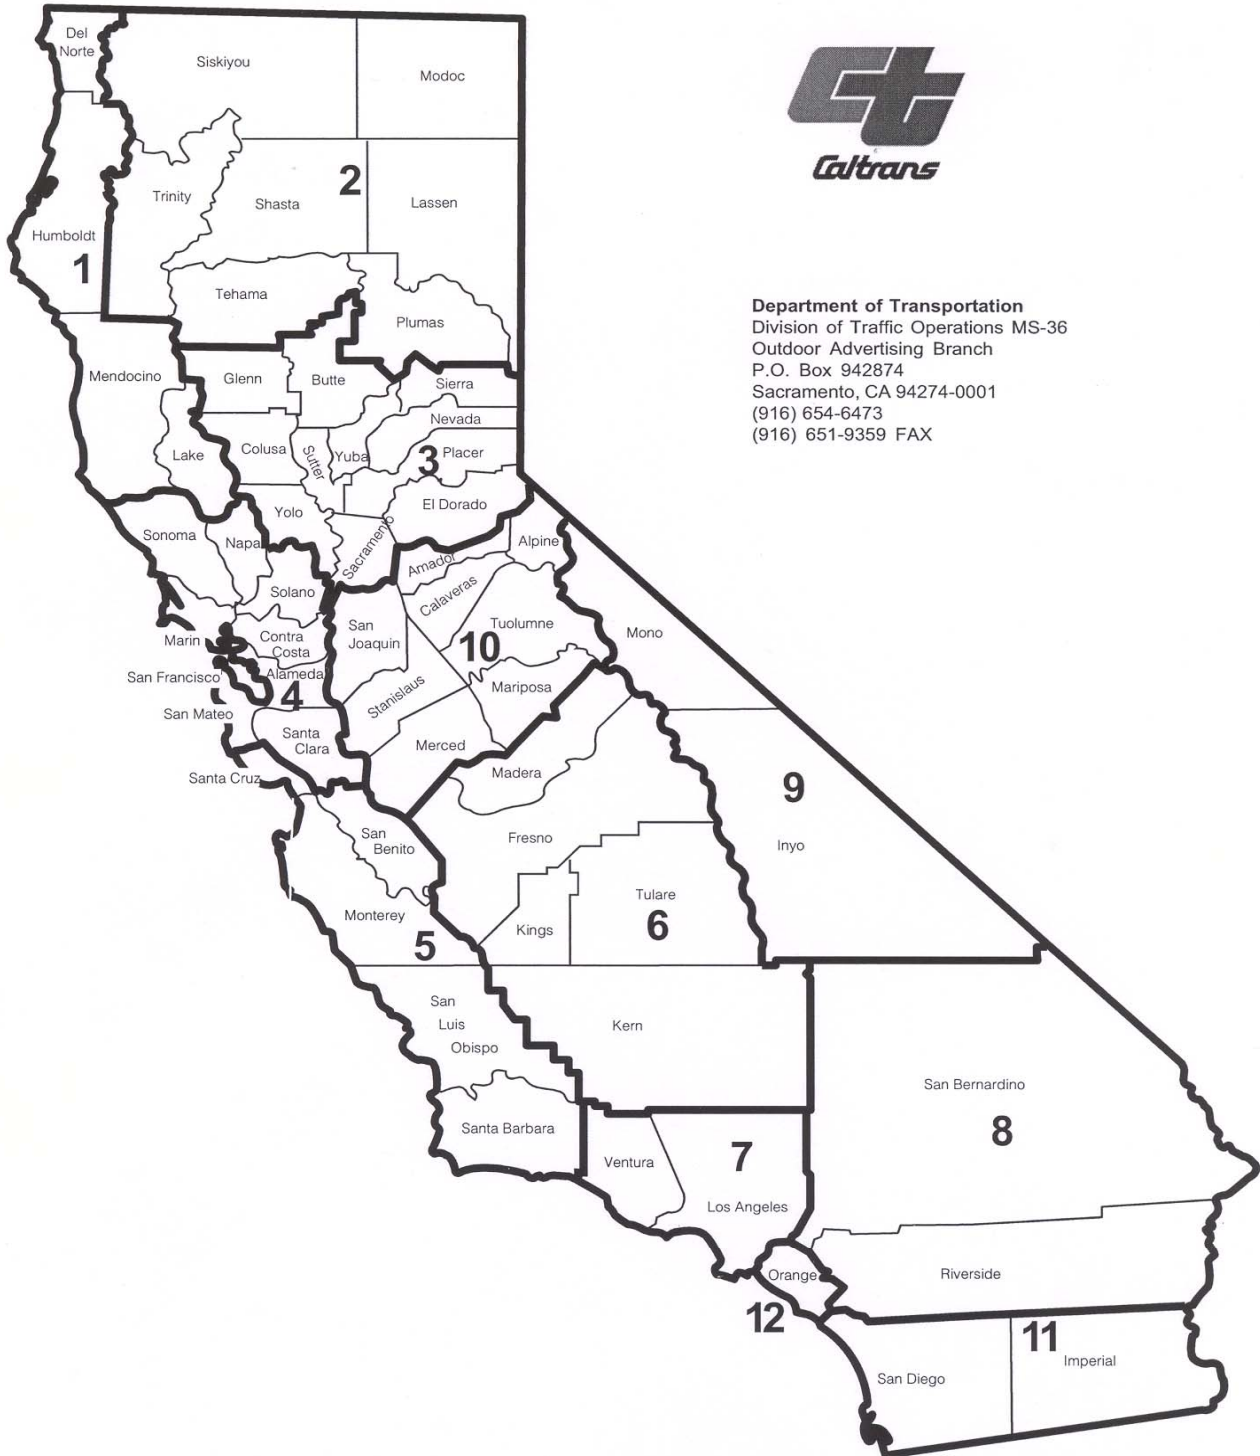 Del
Norte
Siskiyou
Modoc
Caltrans
Trinity
2
Shasta
Lassen
Humboldt
1
Tehama
Plumas
Department of Transportation
Division of Traffic Operations MS-36
Outdoor Advertising Branch
P.O. Box 942874
Sacramento, CA 94274-0001
(916) 654-6473
(916) 651-9359 FAX
Mendocino
Glenn
Butte
Sierra
Nevada
Lake
Colusa
Sutter
Yuba
3
Placer
El Dorado
Yolo
Sonoma
Napa
Sacramento
Amador
Alpine
Solano
Calaveras
Marin
Contra
Costa
San
Joaquin
10
Tuolumne
Mono
San Francisco
Alameda
4
Stanislaus
Mariposa
San Mateo
Santa
Clara
Merced
Santa Cruz
Madera
9
San
Benito
Fresno
Inyo
Monterey
5
Kings
Tulare
6
San
Luis
Obispo
Kern
San Bernardino
8
Santa Barbara
Ventura
7
Los Angeles
Orange
12
Riverside
11
Imperial
San Diego